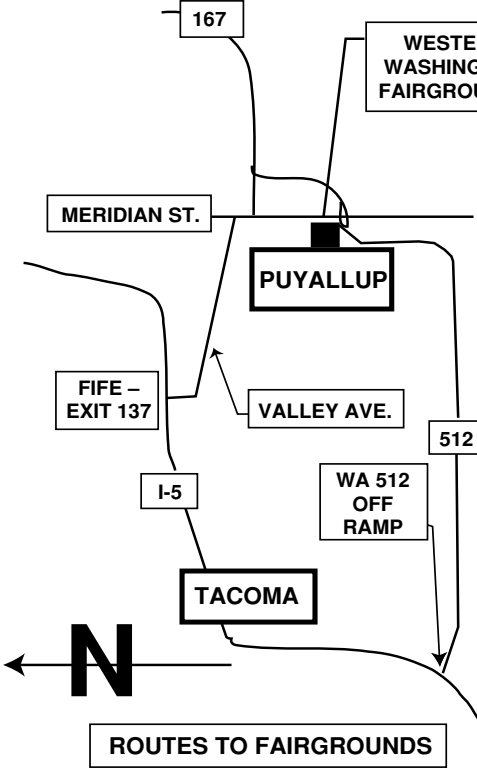 167
WESTE
WASHING
FAIRGROU
MERIDIAN ST.
PUYALLUP
FIFE –
EXIT 137
VALLEY AVE.
512
I-5
WA 512
OFF
RAMP
TACOMA
N
ROUTES TO FAIRGROUNDS